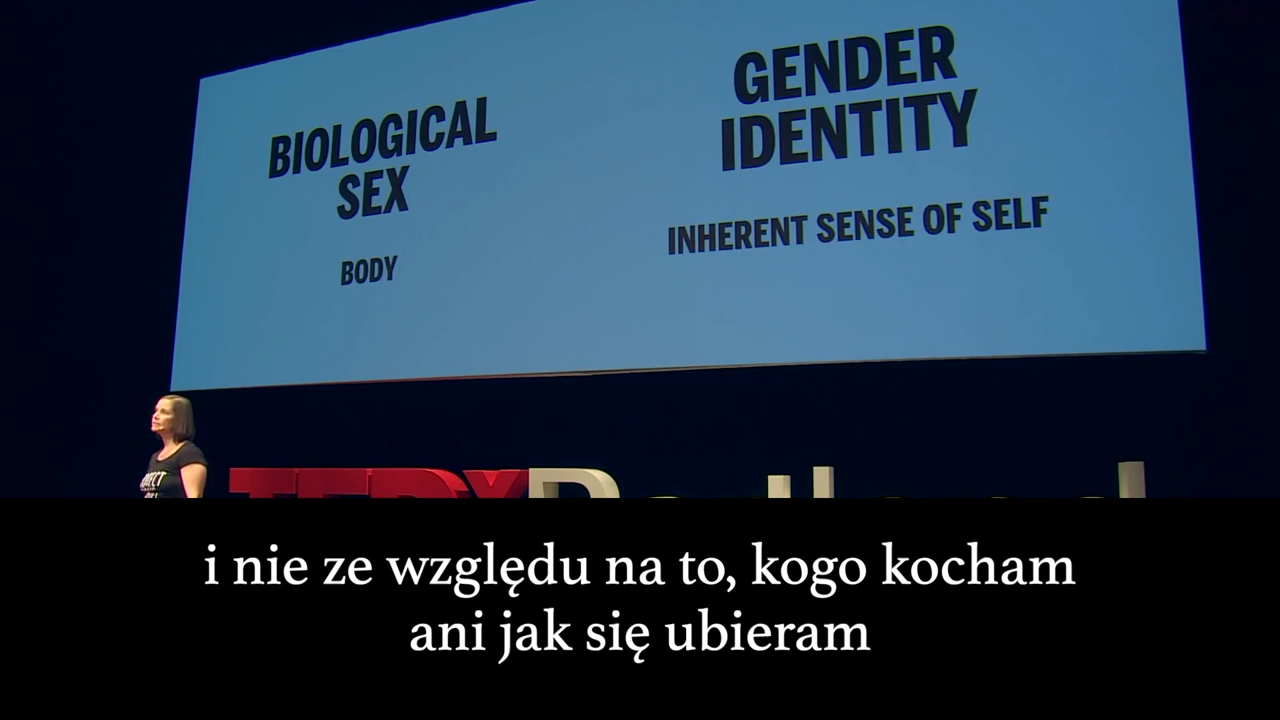 BIOLOGICAL
SEX
BODY
GENDER
IDENTITY
INHERENT SENSE OF SELF
TEDxPortland
i nie ze względu na to, kogo kocham
ani jak się ubieram